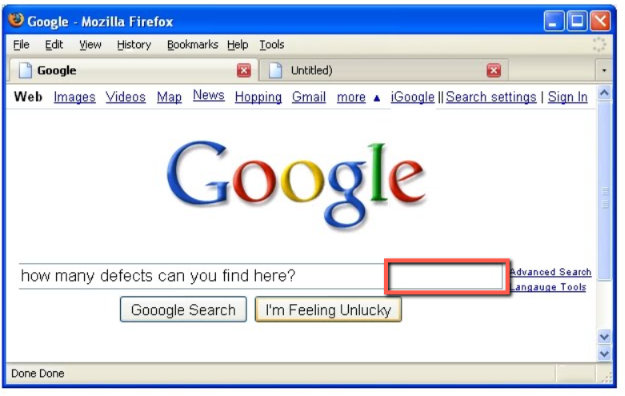 Google - Mozilla Firefox
File Edit View History Bookmarks Help Tools
Google Untitled)
Web Images Videos Map News Hopping Gmail more ▲ iGoogle || Search settings | Sign In
Google
how many defects can you find here?
Advanced Search
Langauge Tools
Gooogle Search I'm Feeling Unlucky
Done Done